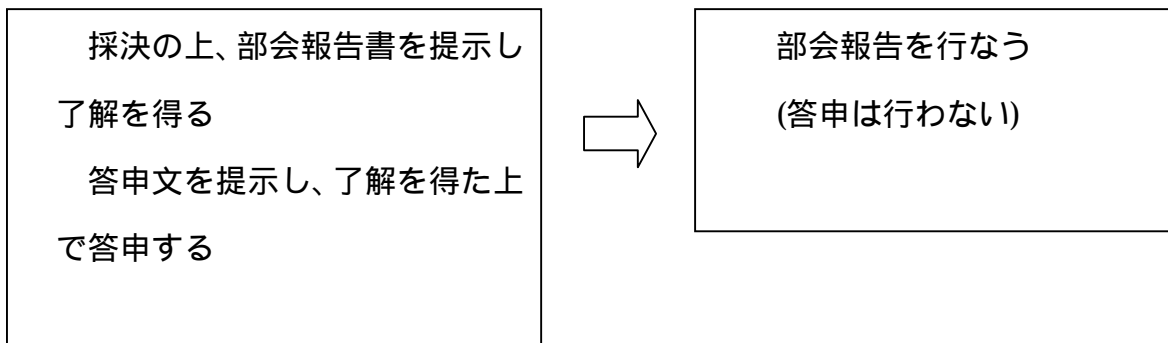 採決の上、部会報告書を提示し
了解を得る
答申文を提示し、了解を得た上
で答申する
部会報告を行なう
(答申は行わない)